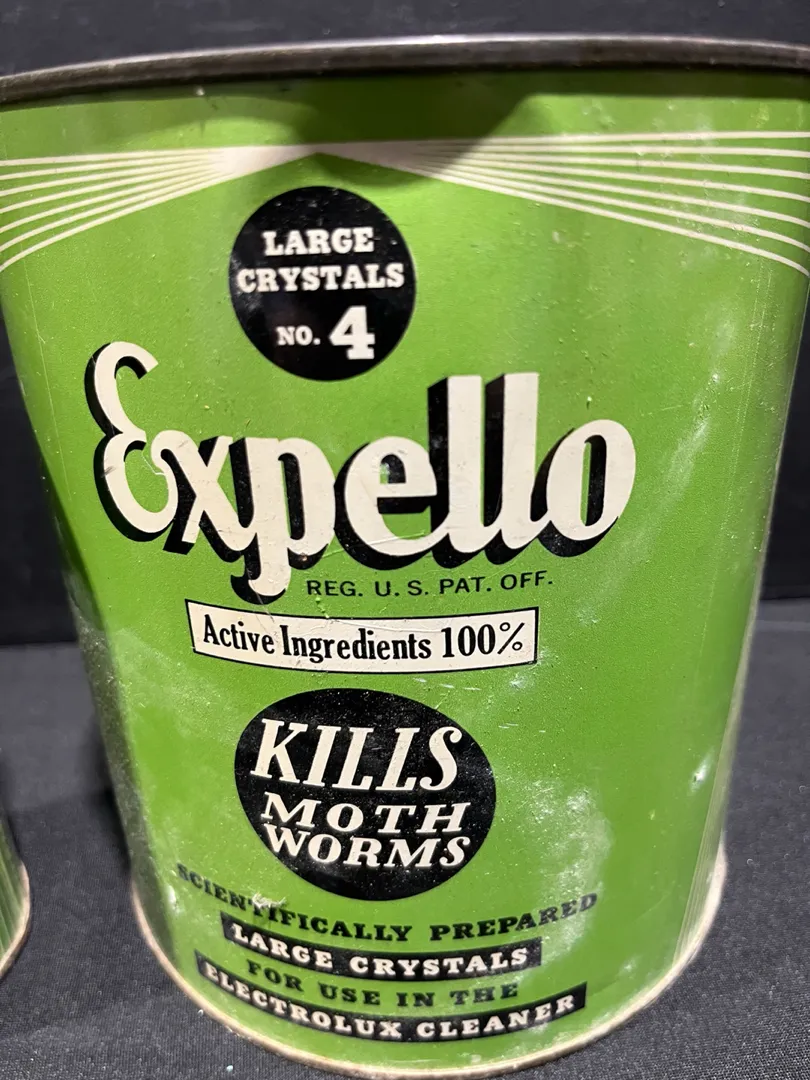 LARGE
CRYSTALS
NO. 4
Expello
REG. U. S. PAT. OFF.
Active Ingredients 100%
KILLS
MOTH
WORMS
SCIENTIFICALLY PREPARED
LARGE CRYSTALS
FOR USE IN THE
ELECTROLUX CLEANER